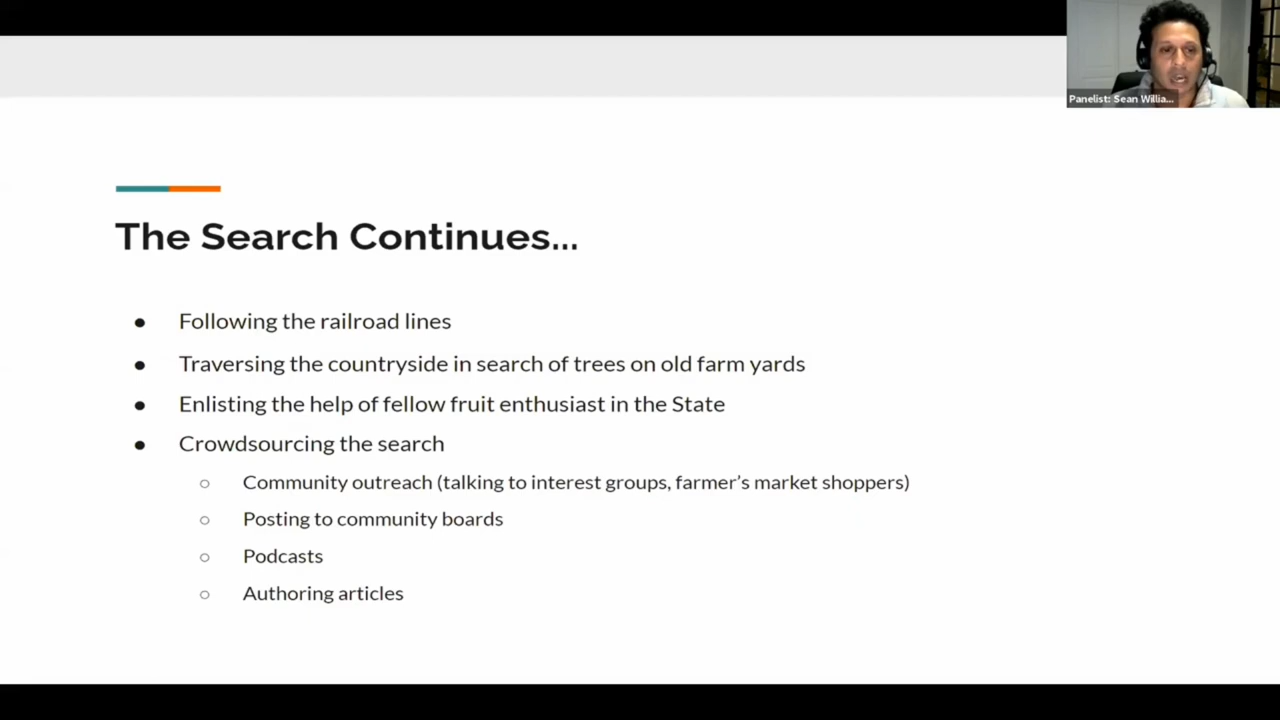 Panelist: Sean Willia...
The Search Continues...
● Following the railroad lines
● Traversing the countryside in search of trees on old farm yards
● Enlisting the help of fellow fruit enthusiast in the State
● Crowdsourcing the search
○ Community outreach (talking to interest groups, farmer’s market shoppers)
○ Posting to community boards
○ Podcasts
○ Authoring articles